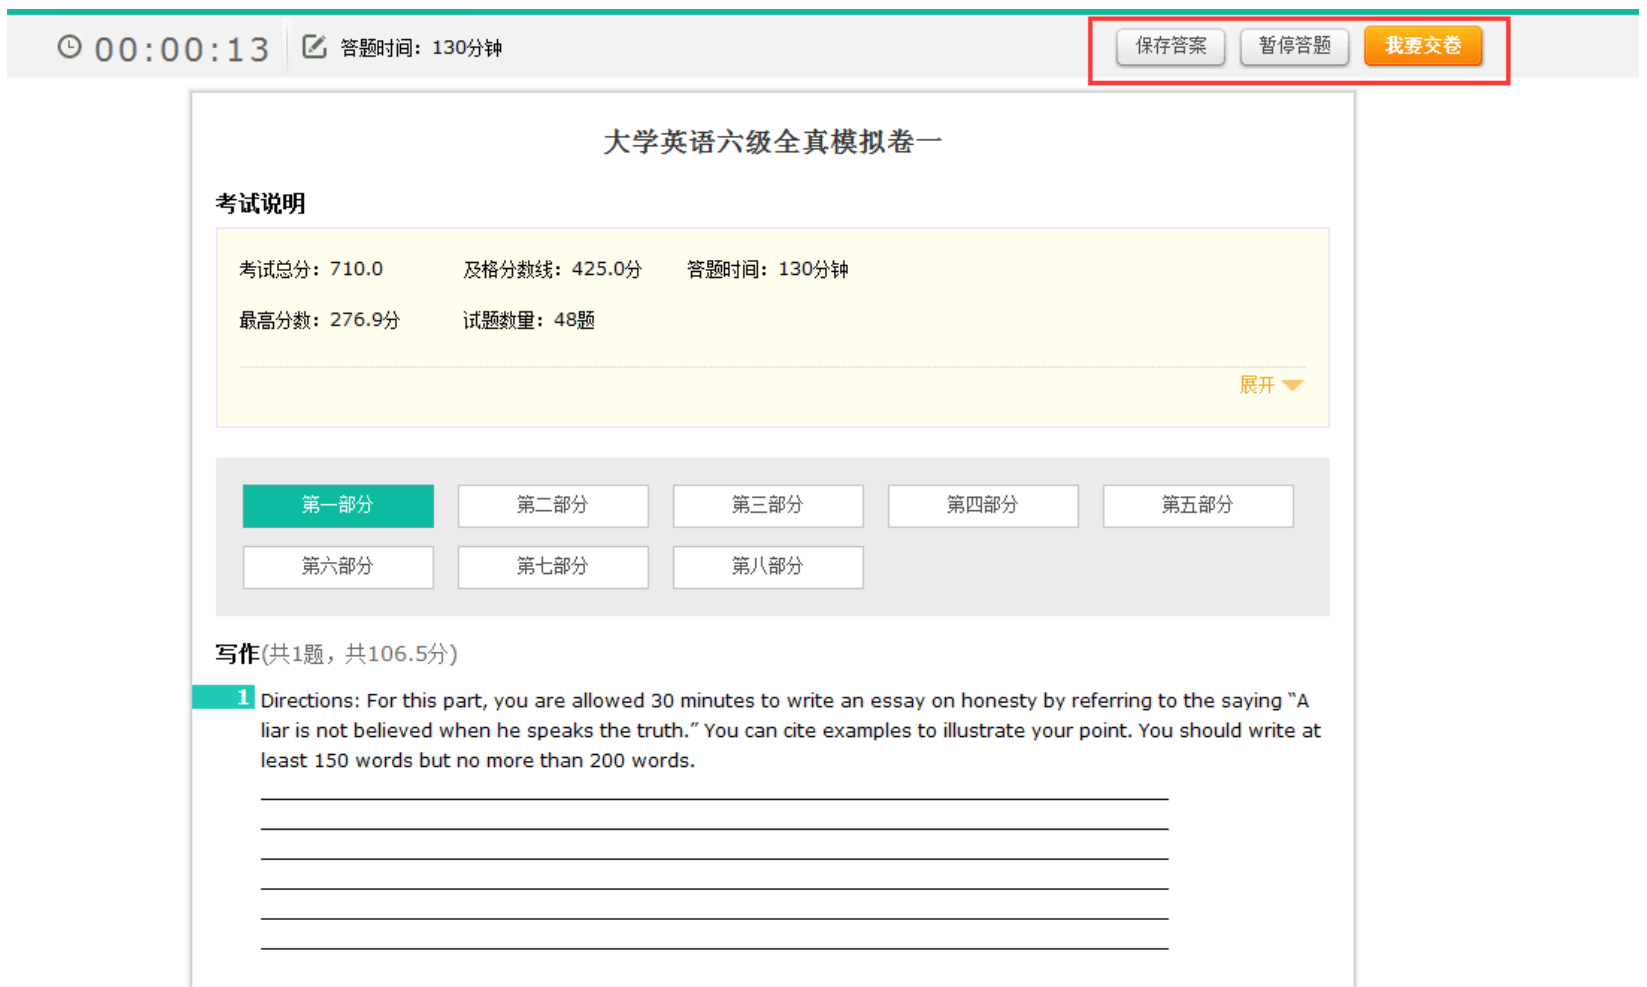 00:00:13 答题时间：130分钟 保存答案 暂停答题 我要交卷
大学英语六级全真模拟卷一
考试说明
考试总分：710.0 及格分数线：425.0分 答题时间：130分钟
最高分数：276.9分 试题数量：48题
展开
第一部分 第二部分 第三部分 第四部分 第五部分
第六部分 第七部分 第八部分
写作(共1题，共106.5分)
1 Directions: For this part, you are allowed 30 minutes to write an essay on honesty by referring to the saying “A
liar is not believed when he speaks the truth.” You can cite examples to illustrate your point. You should write at
least 150 words but no more than 200 words.